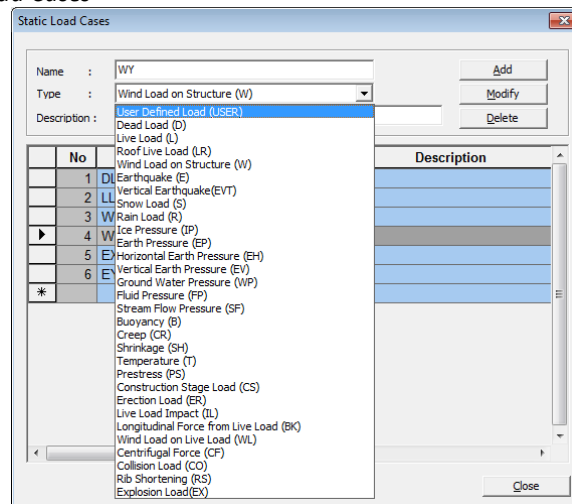 Static Load Cases
Name :
WY
Add
Type :
Wind Load on Structure (W)
Modify
Description :
Delete
User Defined Load (USER)
Dead Load (D)
Live Load (L)
Roof Live Load (LR)
Wind Load on Structure (W)
Earthquake (E)
Vertical Earthquake(EVT)
Snow Load (S)
Rain Load (R)
Ice Pressure (IP)
Earth Pressure (EP)
Horizontal Earth Pressure (EH)
Vertical Earth Pressure (EV)
Ground Water Pressure (WP)
Fluid Pressure (FP)
Stream Flow Pressure (SF)
Buoyancy (B)
Creep (CR)
Shrinkage (SH)
Temperature (T)
Prestress (PS)
Construction Stage Load (CS)
Erection Load (ER)
Live Load Impact (IL)
Longitudinal Force from Live Load (BK)
Wind Load on Live Load (WL)
Centrifugal Force (CF)
Collision Load (CO)
Rib Shortening (RS)
Explosion Load(EX)
No Description
1 DL
2 LL
3 W
4 W
5 EX
6 EY
*
Close